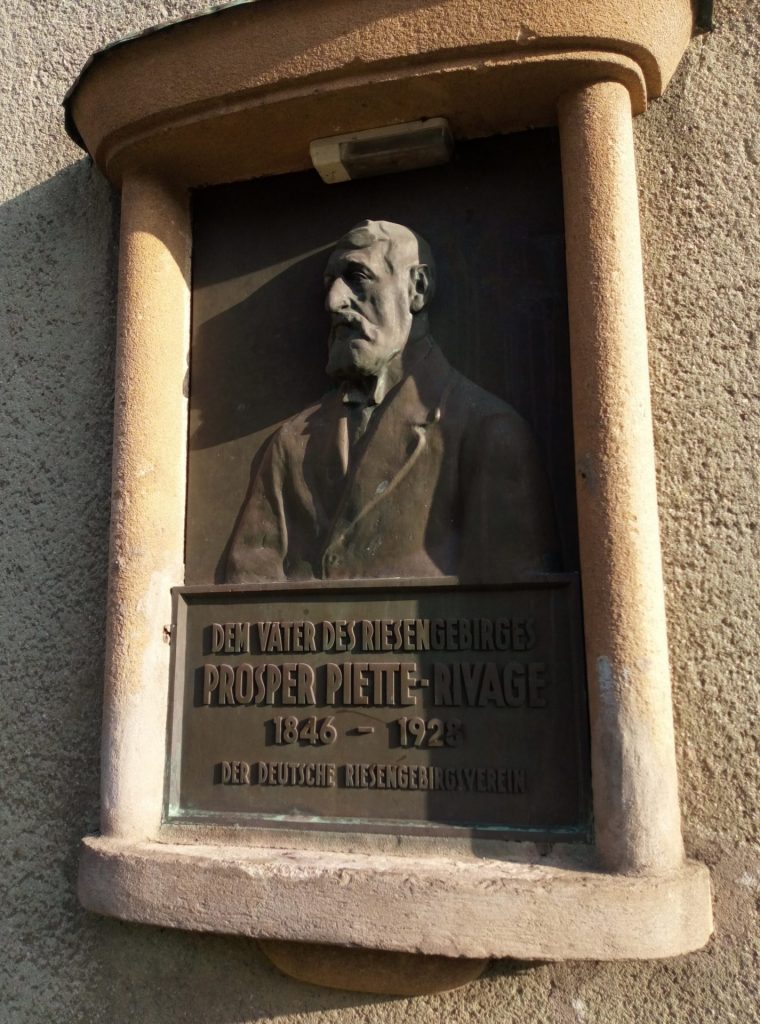 DEM VATER DES RIESENGEBIRGES
PROSPER PIETTE-RIVAGE
1846 – 1928
DER DEUTSCHE RIESENGEBIRGSVEREIN